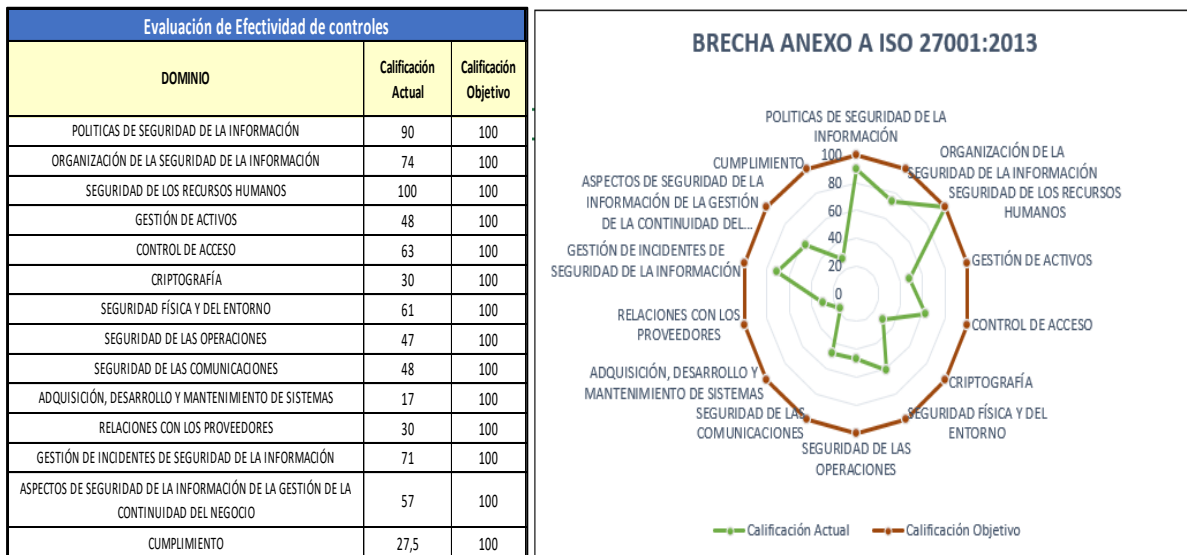 Evaluación de Efectividad de controles
DOMINIO
Calificación
Actual
Calificación
Objetivo
POLITICAS DE SEGURIDAD DE LA INFORMACIÓN 90 100
ORGANIZACIÓN DE LA SEGURIDAD DE LA INFORMACIÓN 74 100
SEGURIDAD DE LOS RECURSOS HUMANOS 100 100
GESTIÓN DE ACTIVOS 48 100
CONTROL DE ACCESO 63 100
CRIPTOGRAFÍA 30 100
SEGURIDAD FÍSICA Y DEL ENTORNO 61 100
SEGURIDAD DE LAS OPERACIONES 47 100
SEGURIDAD DE LAS COMUNICACIONES 48 100
ADQUISICIÓN, DESARROLLO Y MANTENIMIENTO DE SISTEMAS 17 100
RELACIONES CON LOS PROVEEDORES 30 100
GESTIÓN DE INCIDENTES DE SEGURIDAD DE LA INFORMACIÓN 71 100
ASPECTOS DE SEGURIDAD DE LA INFORMACIÓN DE LA GESTIÓN DE LA
CONTINUIDAD DEL NEGOCIO 57 100
CUMPLIMIENTO 27,5 100
BRECHA ANEXO A ISO 27001:2013
POLITICAS DE SEGURIDAD DE LA
INFORMACIÓN
ORGANIZACIÓN DE LA
SEGURIDAD DE LA INFORMACIÓN
SEGURIDAD DE LOS RECURSOS
HUMANOS
GESTIÓN DE ACTIVOS
CONTROL DE ACCESO
CRIPTOGRAFÍA
SEGURIDAD FÍSICA Y DEL
ENTORNO
SEGURIDAD DE LAS
OPERACIONES
SEGURIDAD DE LAS
COMUNICACIONES
ADQUISICIÓN, DESARROLLO Y
MANTENIMIENTO DE SISTEMAS
RELACIONES CON LOS
PROVEEDORES
GESTIÓN DE INCIDENTES DE
SEGURIDAD DE LA INFORMACIÓN
ASPECTOS DE SEGURIDAD DE LA
INFORMACIÓN DE LA GESTIÓN
DE LA CONTINUIDAD DEL...
CUMPLIMIENTO
100
80
60
40
20
0
Calificación Actual
Calificación Objetivo